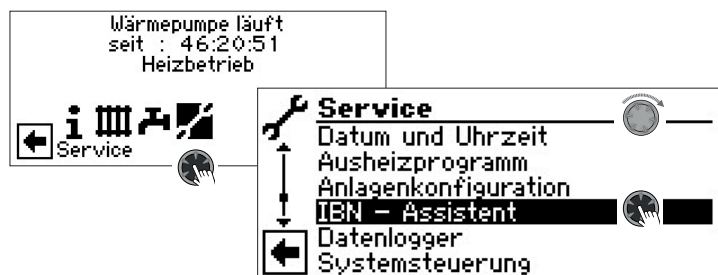 Wärmepumpe läuft
seit : 46:20:51
Heizbetrieb
Service
Service
Datum und Uhrzeit
Ausheizprogramm
Anlagenkonfiguration
IBN - Assistent
Datenlogger
Systemsteuerung